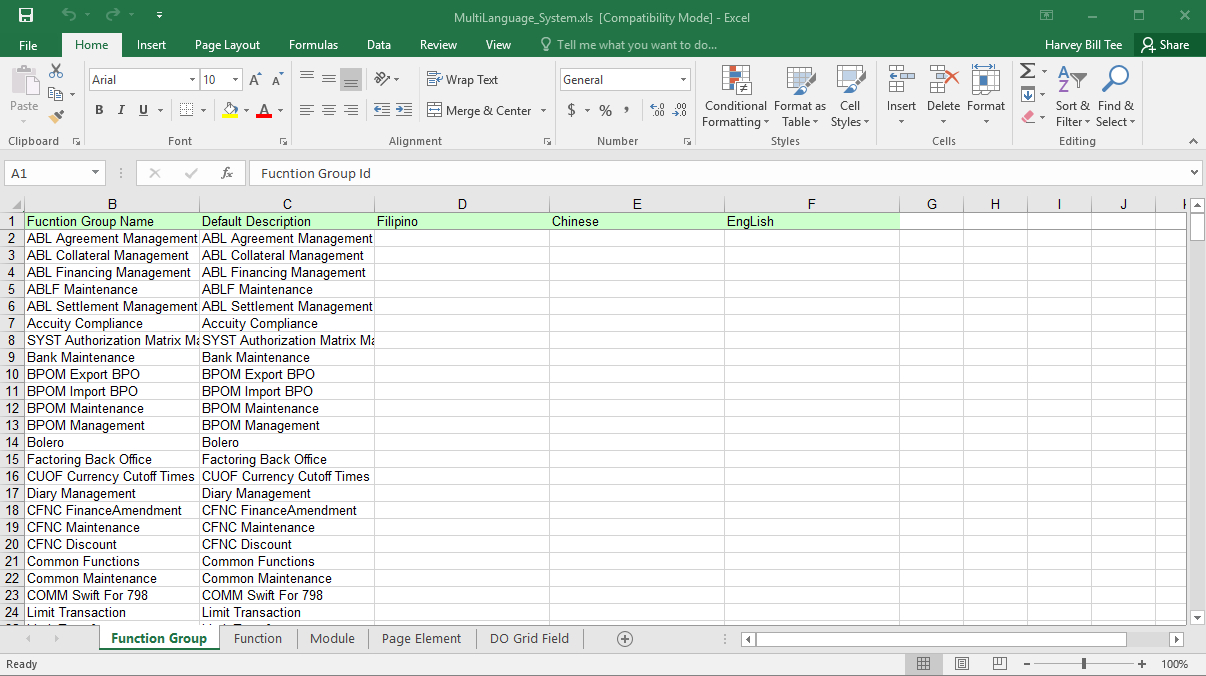 MultiLanguage_System.xls [Compatibility Mode] - Excel
File Home Insert Page Layout Formulas Data Review View Tell me what you want to do... Harvey Bill Tee Share
Arial 10 A A Wrap Text General
Paste Conditional Format as Cell Insert Delete Format Sort & Find &
B I U A Merge & Center $ % , Formatting Table Styles Filter Select
Clipboard Font Alignment Number Styles Cells Editing
A1 fx Fucntion Group Id
B C D E F G H I J
1 Fucntion Group Name Default Description Filipino Chinese EngLish
2 ABL Agreement Management ABL Agreement Management
3 ABL Collateral Management ABL Collateral Management
4 ABL Financing Management ABL Financing Management
5 ABLF Maintenance ABLF Maintenance
6 ABL Settlement Management ABL Settlement Management
7 Accuity Compliance Accuity Compliance
8 SYST Authorization Matrix Ma SYST Authorization Matrix Ma
9 Bank Maintenance Bank Maintenance
10 BPOM Export BPO BPOM Export BPO
11 BPOM Import BPO BPOM Import BPO
12 BPOM Maintenance BPOM Maintenance
13 BPOM Management BPOM Management
14 Bolero Bolero
15 Factoring Back Office Factoring Back Office
16 CUOF Currency Cutoff Times CUOF Currency Cutoff Times
17 Diary Management Diary Management
18 CFNC FinanceAmendment CFNC FinanceAmendment
19 CFNC Maintenance CFNC Maintenance
20 CFNC Discount CFNC Discount
21 Common Functions Common Functions
22 Common Maintenance Common Maintenance
23 COMM Swift For 798 COMM Swift For 798
24 Limit Transaction Limit Transaction
Function Group Function Module Page Element DO Grid Field
Ready 100%